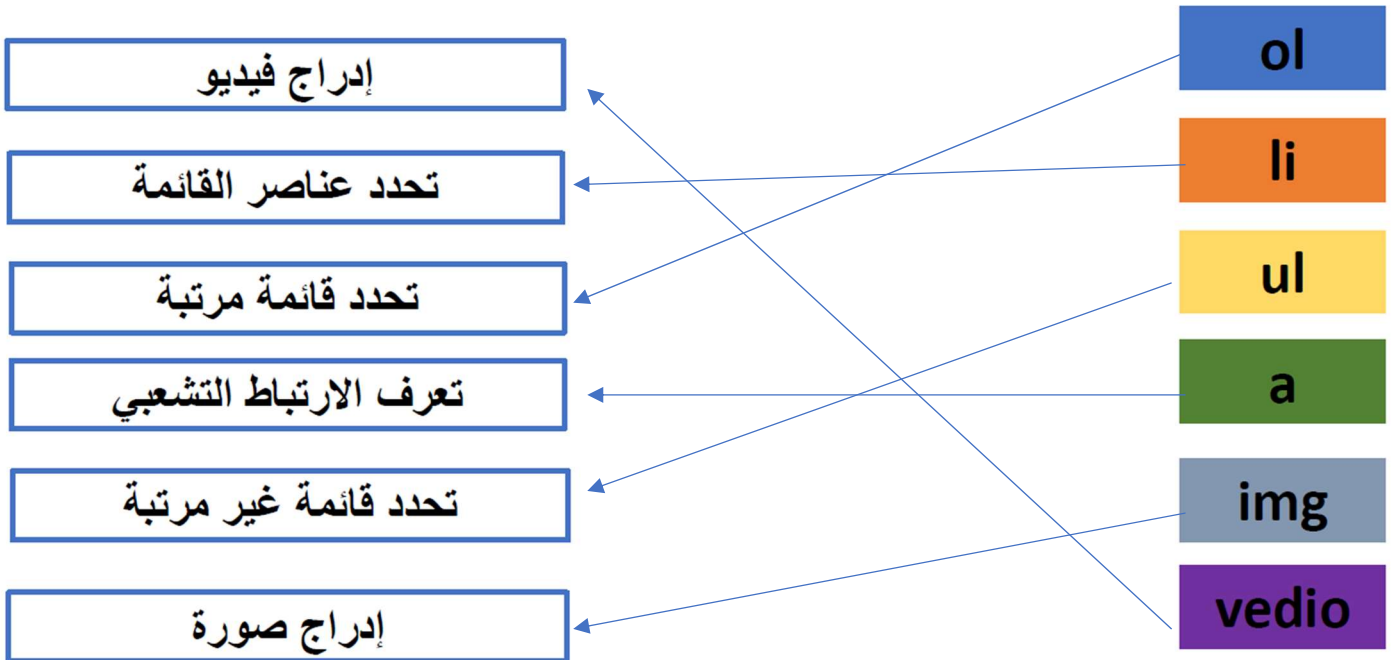 ol
إدراج فيديو
li
تحدد عناصر القائمة
ul
تحدد قائمة مرتبة
a
تعرف الارتباط التشعبي
img
تحدد قائمة غير مرتبة
vedio
إدراج صورة